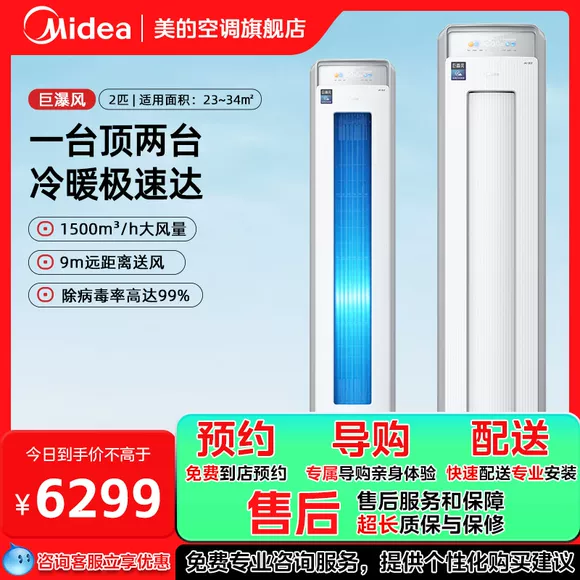 Midea 美的空调旗舰店
巨瀑风
2匹 | 适用面积：23~34㎡
一台顶两台
冷暖极速达
1500m³/h大风量
9m远距离送风
除病毒率高达99%
今日到手价不高于
¥6299
咨询客服立享优惠
预约 导购 配送
免费到店预约 专属导购亲身体验 快速配送专业安装
售后
售后服务和保障
超长质保与保修
免费专业咨询服务，提供个性化购买建议